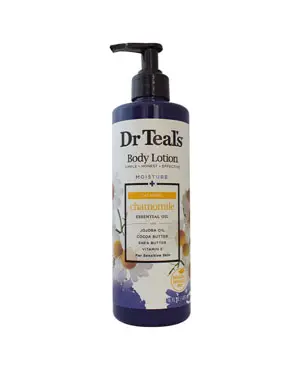 Dr Teal's
Body Lotion
SIMPLE • HONEST • EFFECTIVE
MOISTURE
+
chamomile
ESSENTIAL OIL
JOJOBA OIL
COCOA BUTTER
SHEA BUTTER
VITAMIN E
For Sensitive Skin